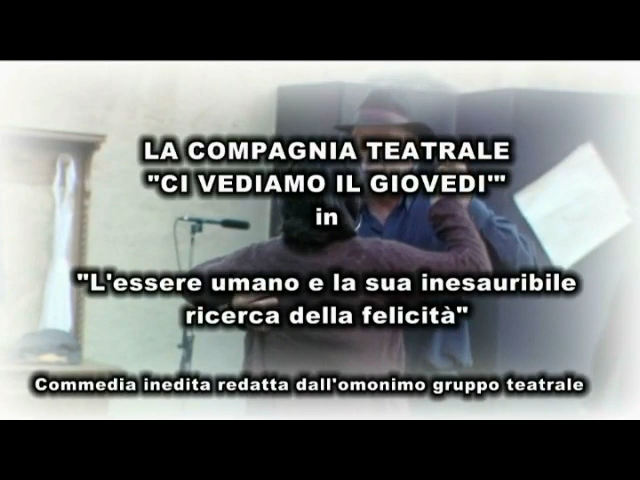 LA COMPAGNIA TEATRALE
"CI VEDIAMO IL GIOVEDI'"
in
"L'essere umano e la sua inesauribile
ricerca della felicità"
Commedia inedita redatta dall'omonimo gruppo teatrale